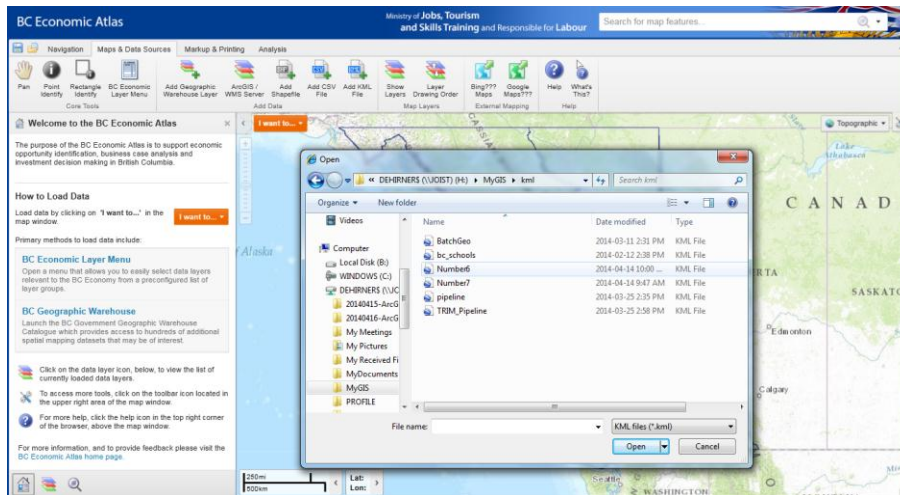 BC Economic Atlas
Ministry of Jobs, Tourism
and Skills Training and Responsible for Labour
Search for map features...
Navigation Maps & Data Sources Markup & Printing Analysis
Pan
Point Identify
Rectangle Identify
BC Economic Layer Menu
Add Geographic Warehouse Layer
ArcGIS / WMS Server
Add Shapefile
Add CSV File
Add KML File
Show Layers
Layer Drawing Order
Bing??? Maps
Google Maps???
Help
What's This?
Core Tools
Add Data
Map Layers
External Mapping
Help
Welcome to the BC Economic Atlas
The purpose of the BC Economic Atlas is to support economic
opportunity identification, business case analysis and
investment decision making in British Columbia.
How to Load Data
Load data by clicking on 'I want to...' in the
map window.
I want to...
Primary methods to load data include:
BC Economic Layer Menu
Open a menu that allows you to easily select data layers
relevant to the BC Economy from a preconfigured list of
layer groups.
BC Geographic Warehouse
Launch the BC Government Geographic Warehouse
Catalogue which provides access to hundreds of additional
spatial mapping datasets that may be of interest.
Click on the data layer icon, below, to view the list of
currently loaded data layers.
To access more tools, click on the toolbar icon located in
the upper right area of the map window.
For more help, click the help icon in the top right corner
of the browser, above the map window.
For more information, and to provide feedback please visit the
BC Economic Atlas home page.
I want to...
CASSIAR
Topographic
Lake
Athabasca
CANAD
f Alaska
RTA
SASKATC
Edmonton
Calgary
Seattle
WASHINGTON
250mi
500km
Lat:
Lon:
Open
« DEHIRNERS (\\JOIST) (H:) MyGIS kml
Search kml
Organize New folder
Videos
Computer
Local Disk (B:)
WINDOWS (C:)
DEHIRNERS (\\JC
20140415-ArcG
20140416-ArcG
My Meetings
My Pictures
My Received Fi
MyDocuments
MyGIS
PROFILE
Name Date modified Type
BatchGeo 2014-03-11 2:31 PM KML File
bc_schools 2014-02-12 2:38 PM KML File
Number6 2014-04-14 10:00 ... KML File
Number7 2014-04-14 9:47 AM KML File
pipeline 2014-03-25 2:35 PM KML File
TRIM_Pipeline 2014-03-25 2:58 PM KML File
File name:
KML files (*.kml)
Open Cancel